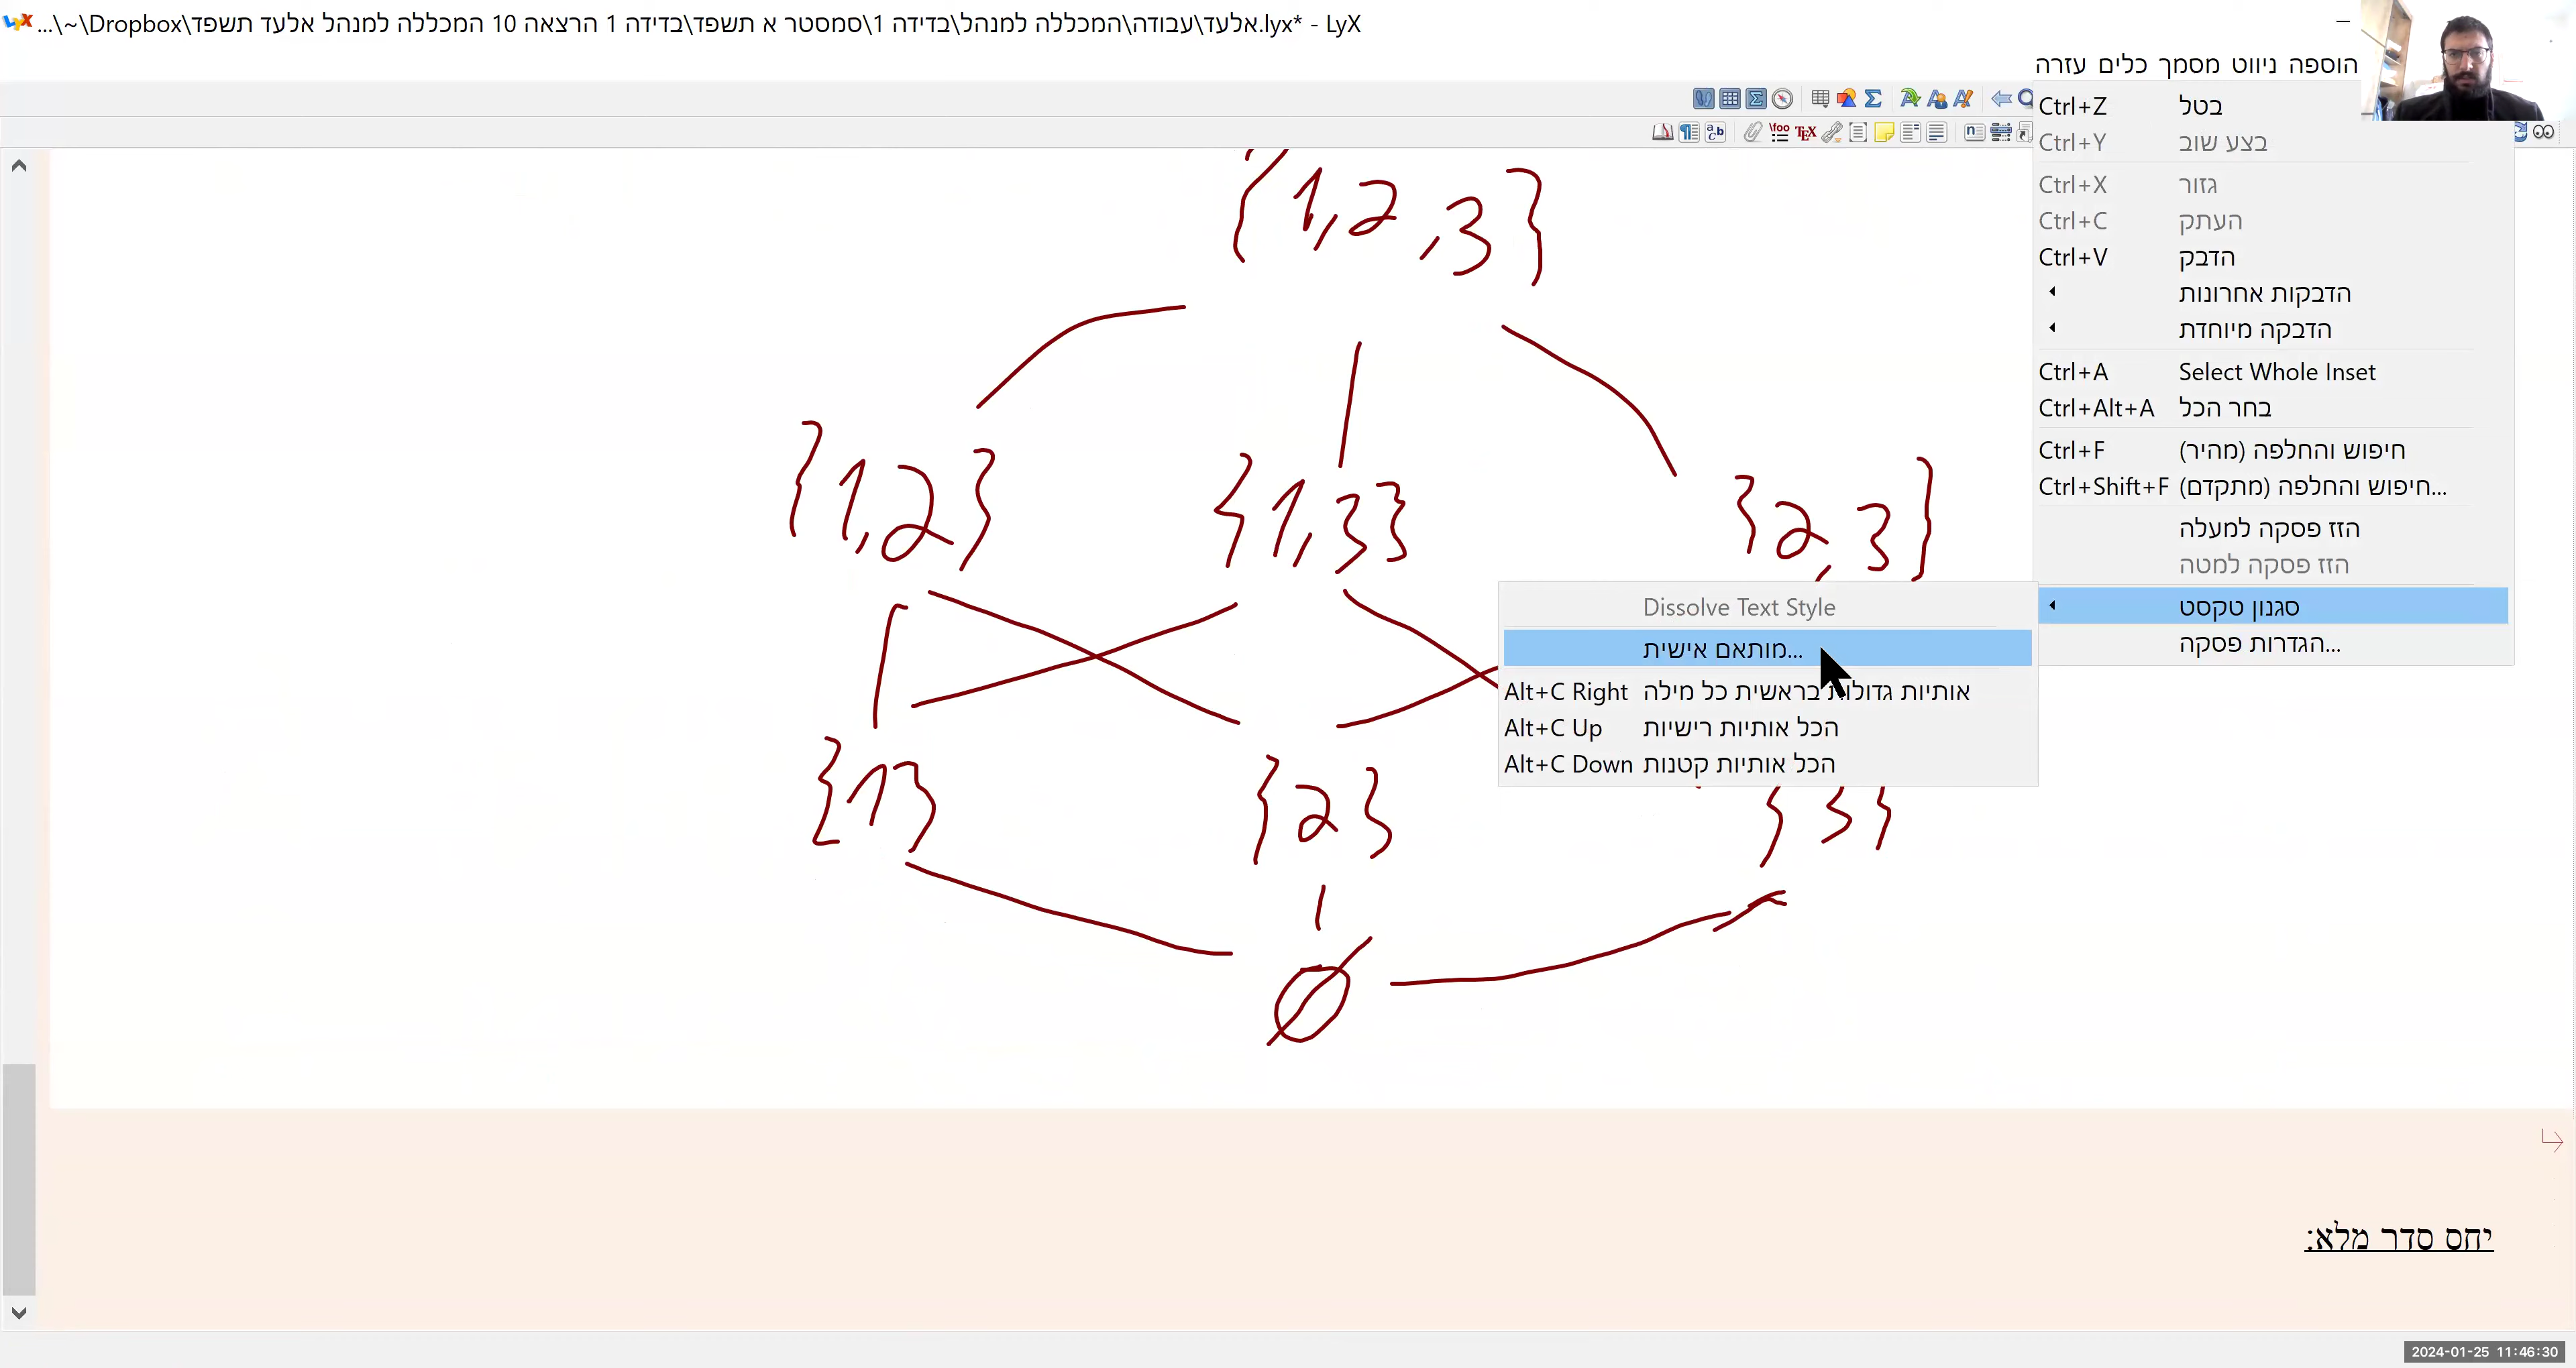 ...\~\Dropbox\אלעד\עבודה\המכללה למנהל\בדידה 1\סמסטר א תשפד\בדידה 1 הרצאה 10 המכללה למנהל אלעד תשפד.lyx* - LyX
הוספה ניווט מסמך כלים עזרה
Ctrl+Z בטל
Ctrl+Y בצע שוב
Ctrl+X גזור
Ctrl+C העתק
Ctrl+V הדבק
הדבקות אחרונות
הדבקה מיוחדת
Ctrl+A Select Whole Inset
Ctrl+Alt+A בחר הכל
Ctrl+F חיפוש והחלפה (מהיר)
Ctrl+Shift+F חיפוש והחלפה (מתקדם)...
הזז פסקה למעלה
הזז פסקה למטה
סגנון טקסט
הגדרות פסקה...
Dissolve Text Style
מותאם אישית...
Alt+C Right אותיות גדולות בראשית כל מילה
Alt+C Up הכל אותיות רישיות
Alt+C Down הכל אותיות קטנות
{1,2,3}
{1,2} {1,3} {2,3}
{1} {2} {3}
∅
יחס סדר מלא:
2024-01-25 11:46:30